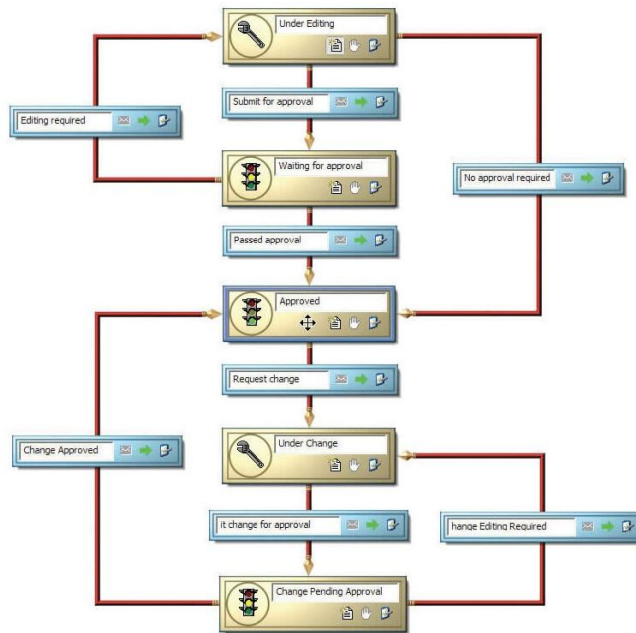 Under Editing
Submit for approval
Editing required
Waiting for approval
No approval required
Passed approval
Approved
Request change
Under Change
Change Approved
it change for approval
hange Editing Required
Change Pending Approval